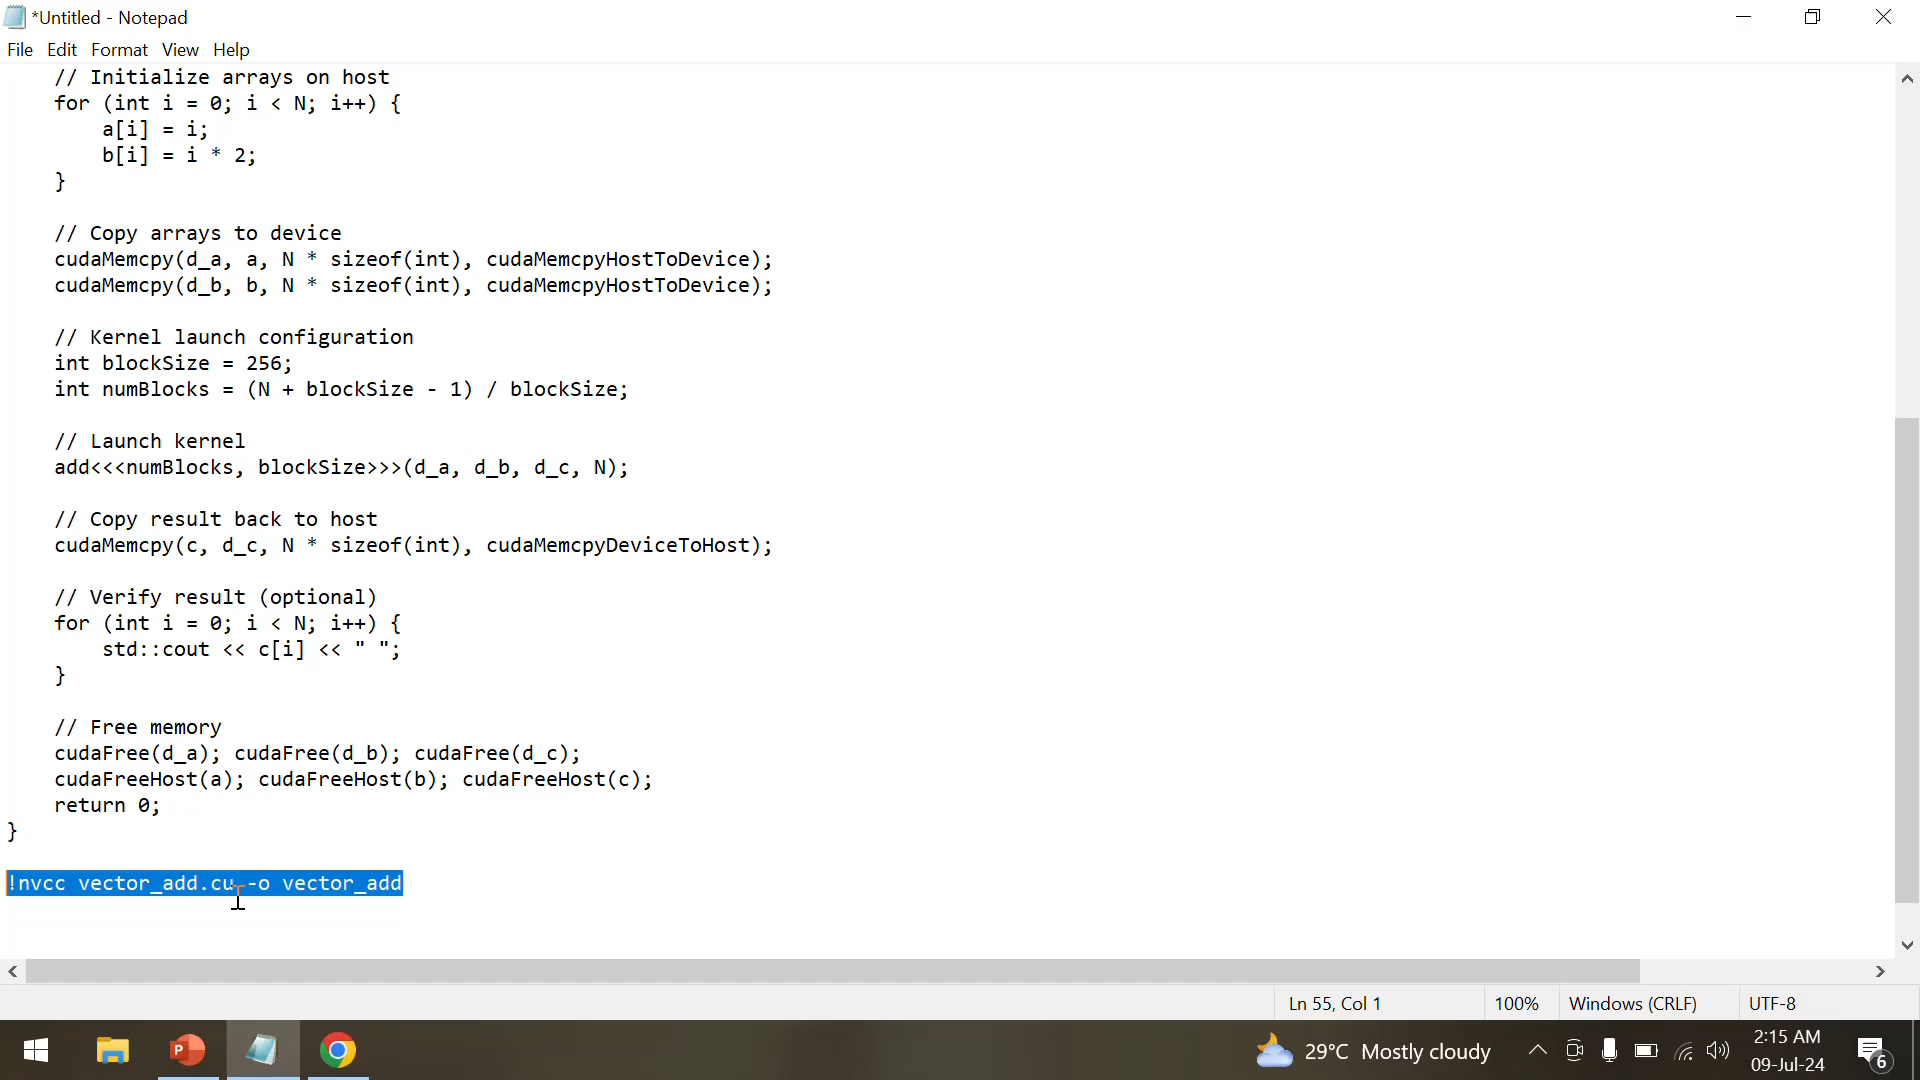 *Untitled - Notepad
File Edit Format View Help
// Initialize arrays on host
for (int i = 0; i < N; i++) {
a[i] = i;
b[i] = i * 2;
}
// Copy arrays to device
cudaMemcpy(d_a, a, N * sizeof(int), cudaMemcpyHostToDevice);
cudaMemcpy(d_b, b, N * sizeof(int), cudaMemcpyHostToDevice);
// Kernel launch configuration
int blockSize = 256;
int numBlocks = (N + blockSize - 1) / blockSize;
// Launch kernel
add<<<numBlocks, blockSize>>>(d_a, d_b, d_c, N);
// Copy result back to host
cudaMemcpy(c, d_c, N * sizeof(int), cudaMemcpyDeviceToHost);
// Verify result (optional)
for (int i = 0; i < N; i++) {
std::cout << c[i] << " ";
}
// Free memory
cudaFree(d_a); cudaFree(d_b); cudaFree(d_c);
cudaFreeHost(a); cudaFreeHost(b); cudaFreeHost(c);
return 0;
}
!nvcc vector_add.cu -o vector_add
Ln 55, Col 1 100% Windows (CRLF) UTF-8
P 29°C Mostly cloudy 2:15 AM 6
09-Jul-24